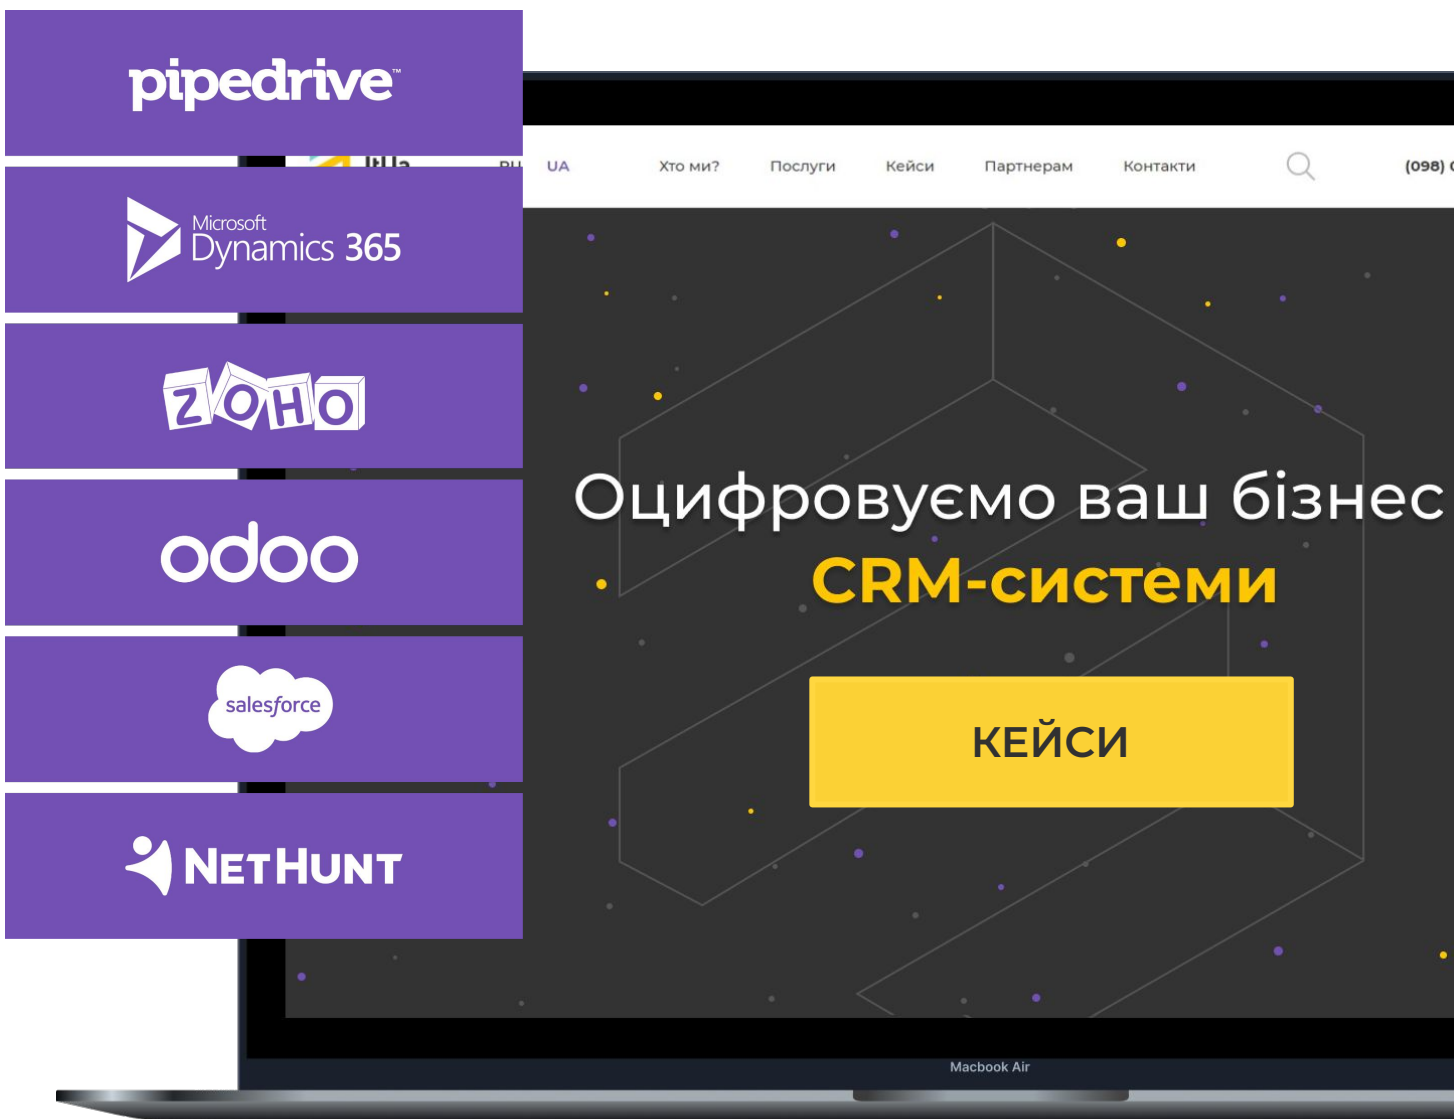 pipedrive™
Microsoft
Dynamics 365
ZOHO
odoo
salesforce
NETHUNT
UA
Хто ми?
Послуги
Кейси
Партнерам
Контакти
(098)
Оцифровуємо ваш бізнес
CRM-системи
КЕЙСИ
Macbook Air